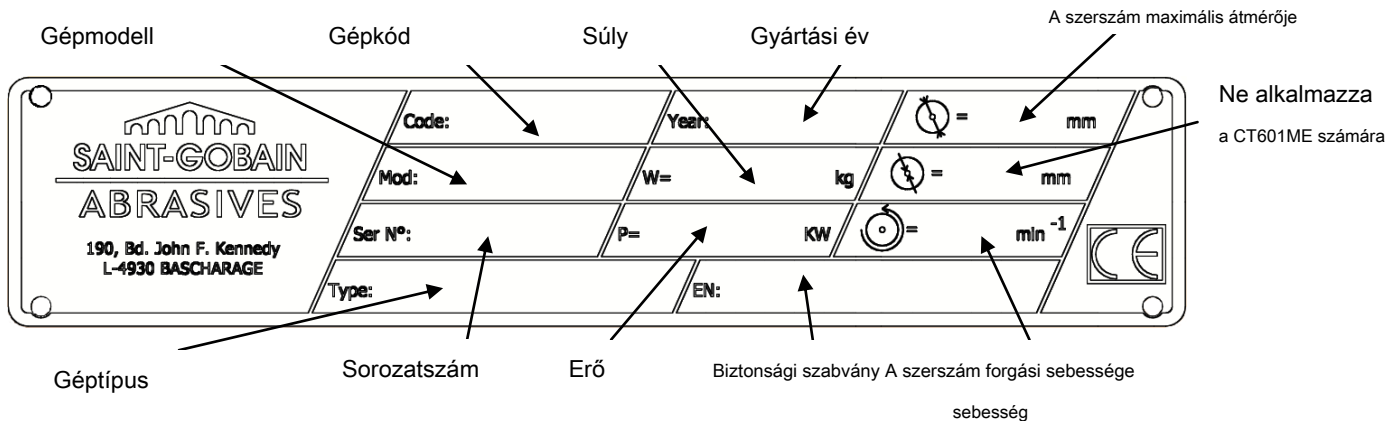 A szerszám maximális átmérője
Gépmodell Gépkód Súly Gyártási év
Ne alkalmazza
a CT601ME számára
SAINT-GOBAIN
ABRASIVES
190, Bd. John F. Kennedy
L-4930 BASCHARAGE
Code: Year: = mm
Mod: W= kg = mm
Ser N°: P= KW = min -1
Type: EN:
CE
Géptípus Sorozatszám Erő Biztonsági szabvány A szerszám forgási sebessége
sebesség